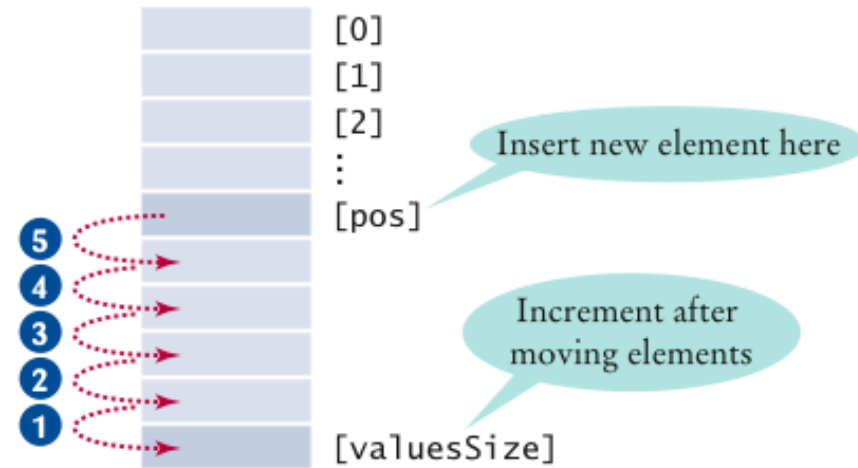 [0]
[1]
[2]
Insert new element here
⋮
[pos]
5
4
3
Increment after
moving elements
2
1
[valuesSize]